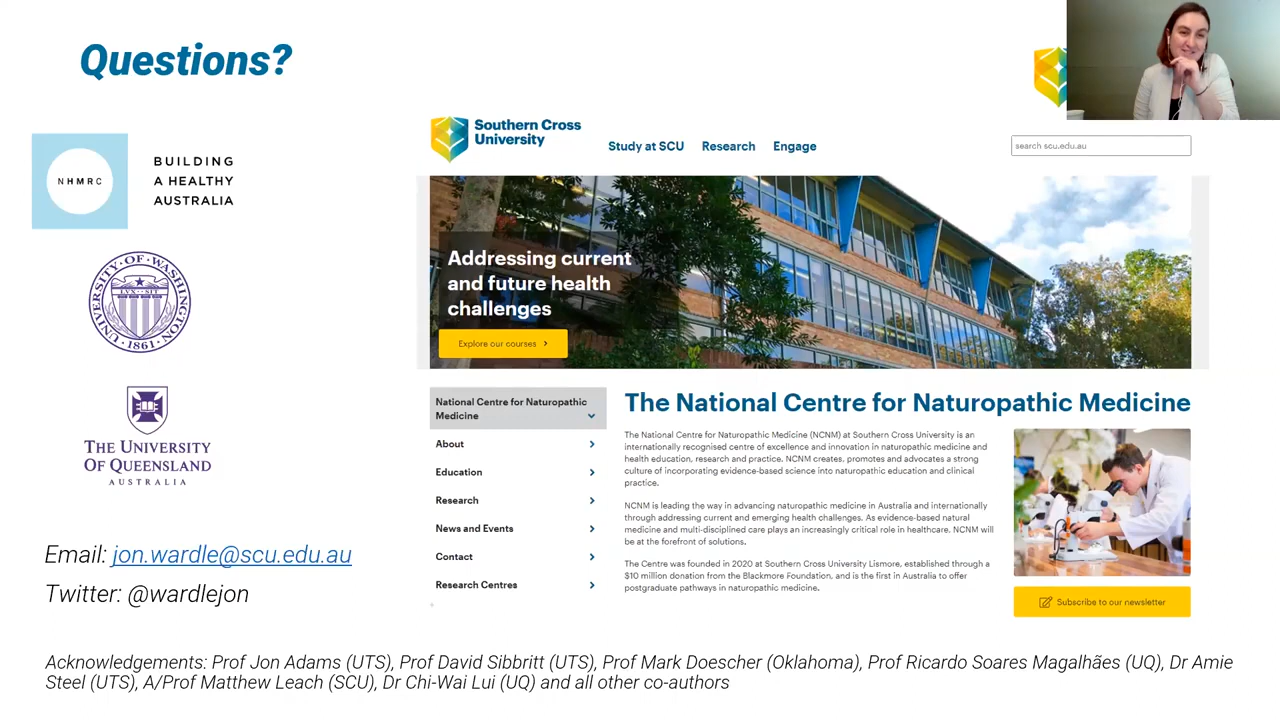 Questions?
NHMRC
BUILDING
A HEALTHY
AUSTRALIA
UNIVERSITY OF WASHINGTON
LVX SIT
1861
THE UNIVERSITY
OF QUEENSLAND
AUSTRALIA
Email: jon.wardle@scu.edu.au
Twitter: @wardlejon
Southern Cross
University
Study at SCU
Research
Engage
search scu.edu.au
Addressing current
and future health
challenges
Explore our courses
National Centre for Naturopathic
Medicine
About
Education
Research
News and Events
Contact
Research Centres
The National Centre for Naturopathic Medicine
The National Centre for Naturopathic Medicine (NCNM) at Southern Cross University is an
internationally recognised centre of excellence and innovation in naturopathic medicine and
health education, research and practice. NCNM creates, promotes and advocates a strong
culture of incorporating evidence-based science into naturopathic education and clinical
practice.
NCNM is leading the way in advancing naturopathic medicine in Australia and internationally
through addressing current and emerging health challenges. As evidence-based natural
medicine and multi-disciplined care plays an increasingly critical role in healthcare. NCNM will
be at the forefront of solutions.
The Centre was founded in 2020 at Southern Cross University Lismore, established through a
$10 million donation from the Blackmore Foundation, and is the first in Australia to offer
postgraduate pathways in naturopathic medicine.
Subscribe to our newsletter
Acknowledgements: Prof Jon Adams (UTS), Prof David Sibbritt (UTS), Prof Mark Doescher (Oklahoma), Prof Ricardo Soares Magalhães (UQ), Dr Amie
Steel (UTS), A/Prof Matthew Leach (SCU), Dr Chi-Wai Lui (UQ) and all other co-authors